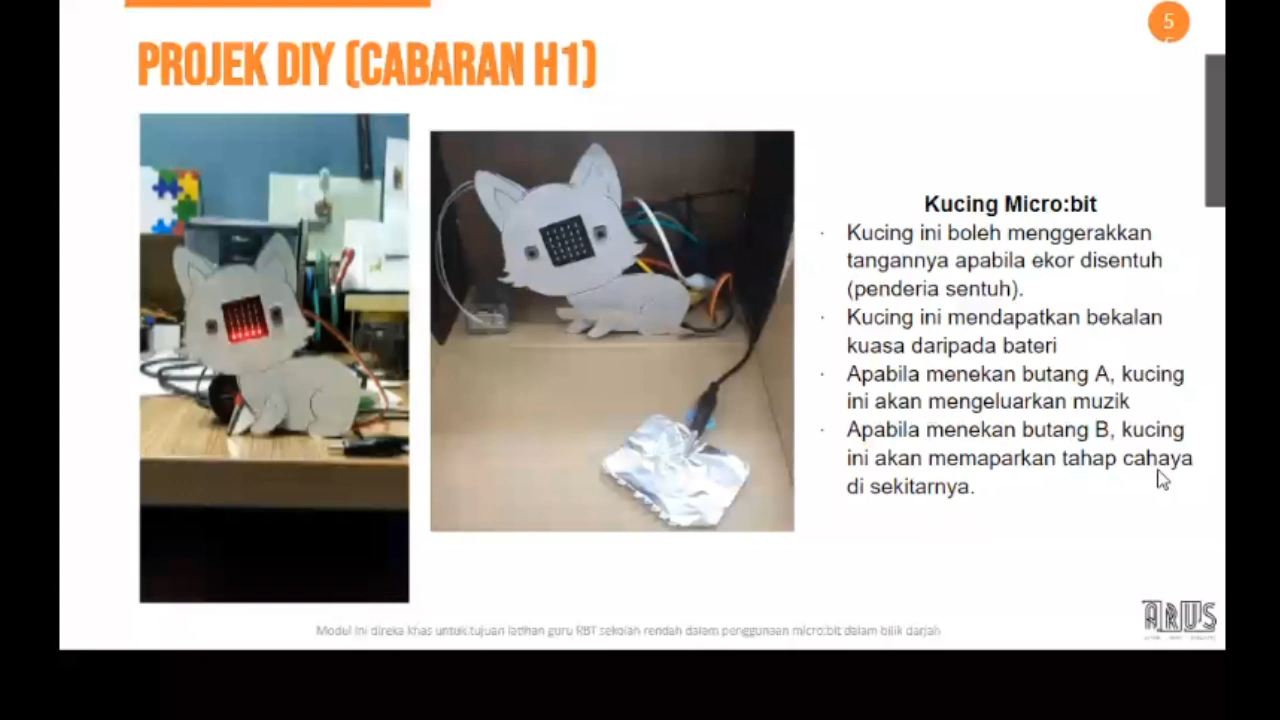 5
PROJEK DIY (CABARAN H1)
Kucing Micro:bit
· Kucing ini boleh menggerakkan
tangannya apabila ekor disentuh
(penderia sentuh).
· Kucing ini mendapatkan bekalan
kuasa daripada bateri
· Apabila menekan butang A, kucing
ini akan mengeluarkan muzik
· Apabila menekan butang B, kucing
ini akan memaparkan tahap cahaya
di sekitarnya.
Modul ini direka khas untuk tujuan latihan guru RBT sekolah rendah dalam penggunaan micro:bit dalam bilik darjah
ARUS